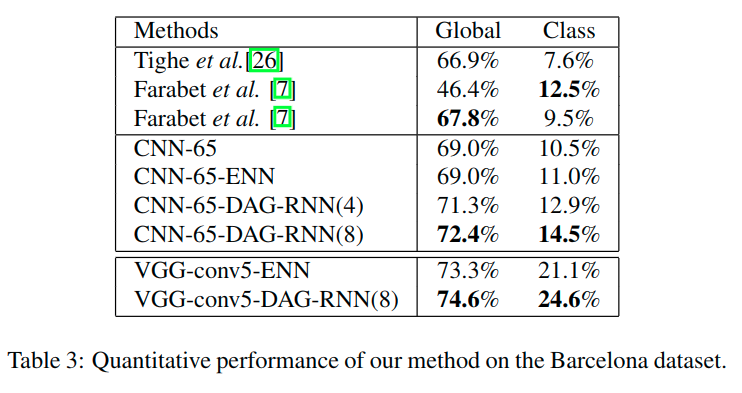 Methods Global Class
Tighe et al.[26] 66.9% 7.6%
Farabet et al. [7] 46.4% 12.5%
Farabet et al. [7] 67.8% 9.5%
CNN-65 69.0% 10.5%
CNN-65-ENN 69.0% 11.0%
CNN-65-DAG-RNN(4) 71.3% 12.9%
CNN-65-DAG-RNN(8) 72.4% 14.5%
VGG-conv5-ENN 73.3% 21.1%
VGG-conv5-DAG-RNN(8) 74.6% 24.6%
Table 3: Quantitative performance of our method on the Barcelona dataset.